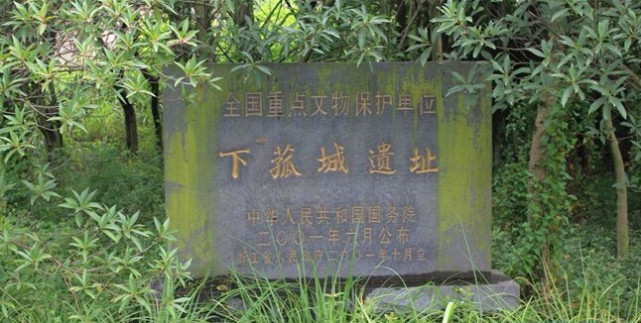 全国重点文物保护单位
下菰城遗址
中华人民共和国国务院
二〇〇一年六月公布
浙江省人民政府二〇〇一年十月立